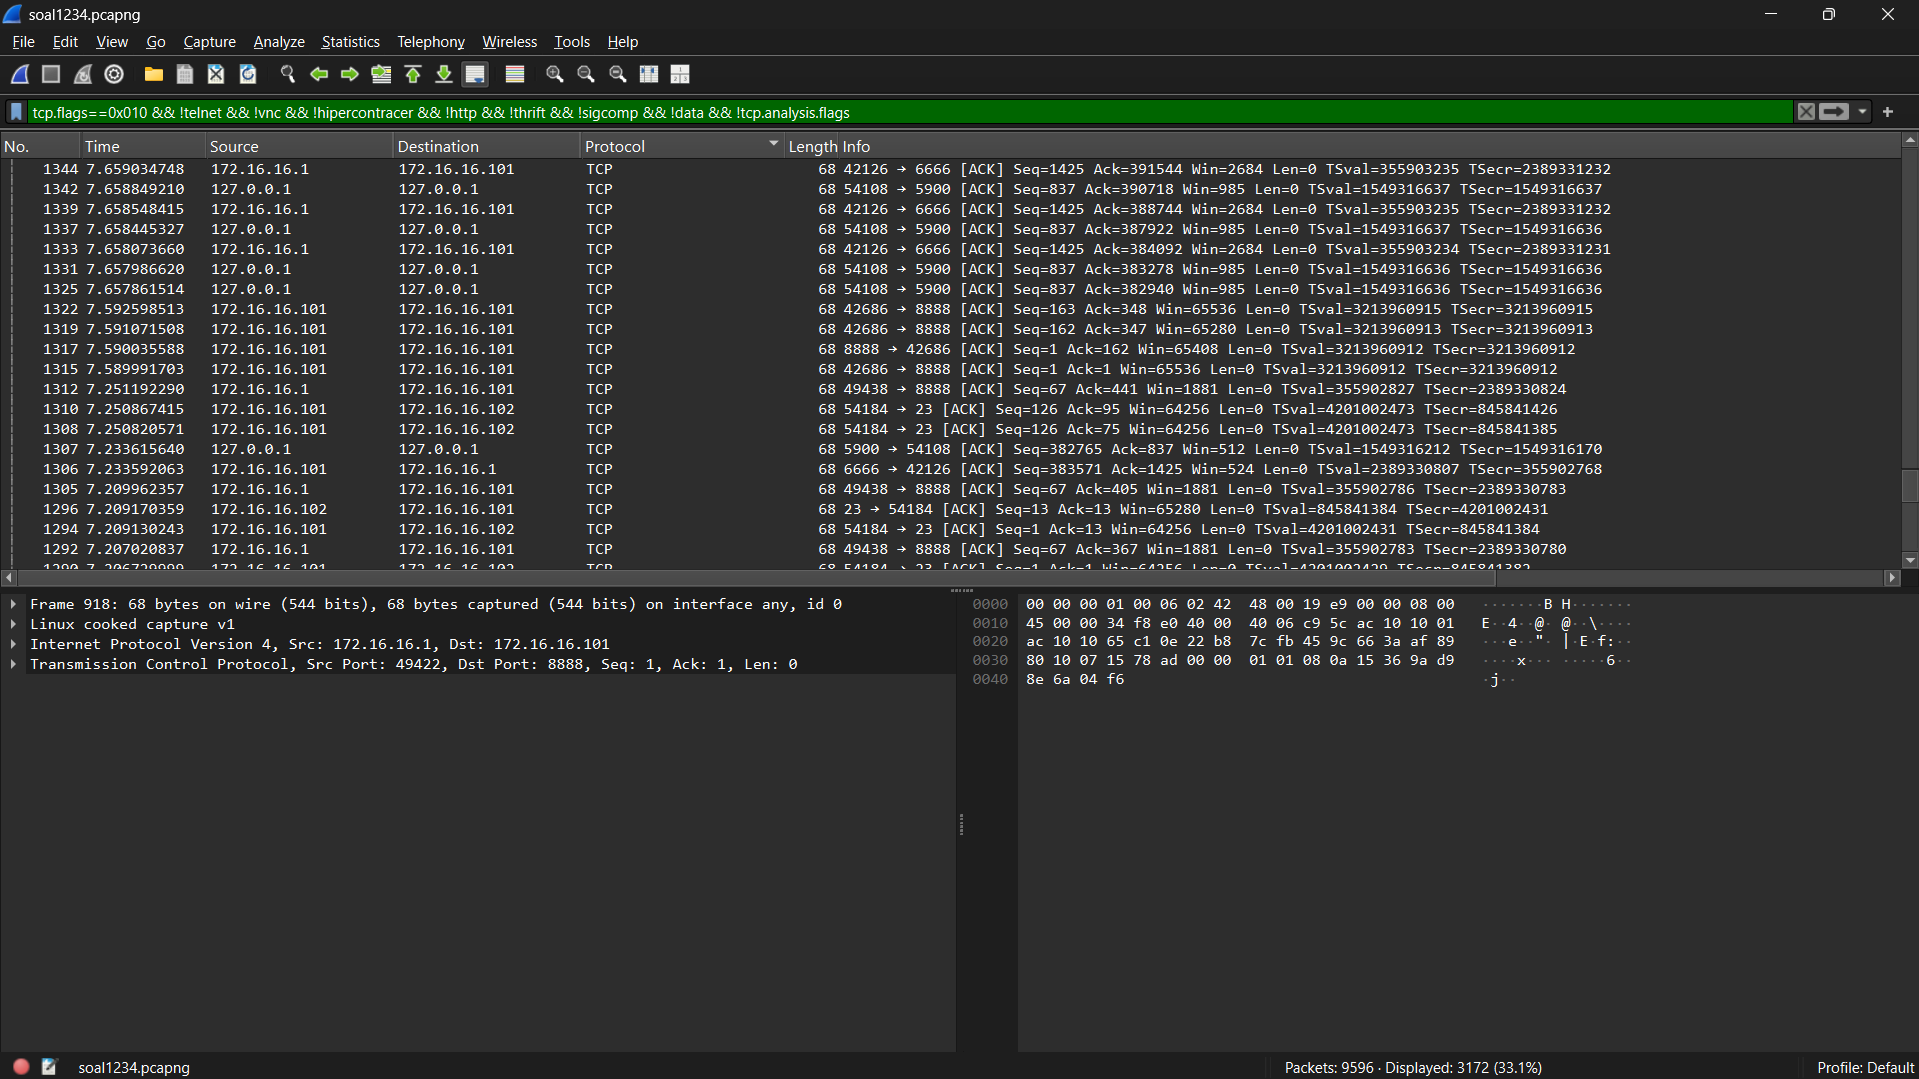 soal1234.pcapng
File Edit View Go Capture Analyze Statistics Telephony Wireless Tools Help
tcp.flags==0x010 && !telnet && !vnc && !hipercontracer && !http && !thrift && !sigcomp && !data && !tcp.analysis.flags
No. Time Source Destination Protocol Length Info
1344 7.659034748 172.16.16.1 172.16.16.101 TCP 68 42126 → 6666 [ACK] Seq=1425 Ack=391544 Win=2684 Len=0 TSval=355903235 TSecr=2389331232
1342 7.658849210 127.0.0.1 127.0.0.1 TCP 68 54108 → 5900 [ACK] Seq=837 Ack=390718 Win=985 Len=0 TSval=1549316637 TSecr=1549316637
1339 7.658548415 172.16.16.1 172.16.16.101 TCP 68 42126 → 6666 [ACK] Seq=1425 Ack=388744 Win=2684 Len=0 TSval=355903235 TSecr=2389331232
1337 7.658445327 127.0.0.1 127.0.0.1 TCP 68 54108 → 5900 [ACK] Seq=837 Ack=387922 Win=985 Len=0 TSval=1549316637 TSecr=1549316636
1333 7.658073660 172.16.16.1 172.16.16.101 TCP 68 42126 → 6666 [ACK] Seq=1425 Ack=384092 Win=2684 Len=0 TSval=355903234 TSecr=2389331231
1331 7.657986620 127.0.0.1 127.0.0.1 TCP 68 54108 → 5900 [ACK] Seq=837 Ack=383278 Win=985 Len=0 TSval=1549316636 TSecr=1549316636
1325 7.657861514 127.0.0.1 127.0.0.1 TCP 68 54108 → 5900 [ACK] Seq=837 Ack=382940 Win=985 Len=0 TSval=1549316636 TSecr=1549316636
1322 7.592598513 172.16.16.101 172.16.16.101 TCP 68 42686 → 8888 [ACK] Seq=163 Ack=348 Win=65536 Len=0 TSval=3213960915 TSecr=3213960915
1319 7.591071508 172.16.16.101 172.16.16.101 TCP 68 42686 → 8888 [ACK] Seq=162 Ack=347 Win=65280 Len=0 TSval=3213960913 TSecr=3213960913
1317 7.590035588 172.16.16.101 172.16.16.101 TCP 68 8888 → 42686 [ACK] Seq=1 Ack=162 Win=65408 Len=0 TSval=3213960912 TSecr=3213960912
1315 7.589991703 172.16.16.101 172.16.16.101 TCP 68 42686 → 8888 [ACK] Seq=1 Ack=1 Win=65536 Len=0 TSval=3213960912 TSecr=3213960912
1312 7.251192290 172.16.16.1 172.16.16.101 TCP 68 49438 → 8888 [ACK] Seq=67 Ack=441 Win=1881 Len=0 TSval=355902827 TSecr=2389330824
1310 7.250867415 172.16.16.101 172.16.16.102 TCP 68 54184 → 23 [ACK] Seq=126 Ack=95 Win=64256 Len=0 TSval=4201002473 TSecr=845841426
1308 7.250820571 172.16.16.101 172.16.16.102 TCP 68 54184 → 23 [ACK] Seq=126 Ack=75 Win=64256 Len=0 TSval=4201002473 TSecr=845841385
1307 7.233615640 127.0.0.1 127.0.0.1 TCP 68 5900 → 54108 [ACK] Seq=382765 Ack=837 Win=512 Len=0 TSval=1549316212 TSecr=1549316170
1306 7.233592063 172.16.16.101 172.16.16.1 TCP 68 6666 → 42126 [ACK] Seq=383571 Ack=1425 Win=524 Len=0 TSval=2389330807 TSecr=355902768
1305 7.209962357 172.16.16.1 172.16.16.101 TCP 68 49438 → 8888 [ACK] Seq=67 Ack=405 Win=1881 Len=0 TSval=355902786 TSecr=2389330783
1296 7.209170359 172.16.16.102 172.16.16.101 TCP 68 23 → 54184 [ACK] Seq=13 Ack=13 Win=65280 Len=0 TSval=845841384 TSecr=4201002431
1294 7.209130243 172.16.16.101 172.16.16.102 TCP 68 54184 → 23 [ACK] Seq=1 Ack=13 Win=64256 Len=0 TSval=4201002431 TSecr=845841384
1292 7.207020837 172.16.16.1 172.16.16.101 TCP 68 49438 → 8888 [ACK] Seq=67 Ack=367 Win=1881 Len=0 TSval=355902783 TSecr=2389330780
1290 7.206729999 172.16.16.101 172.16.16.102 TCP 68 54184 → 23 [ACK] Seq=1 Ack=1 Win=64256 Len=0 TSval=4201002429 TSecr=845841382
Frame 918: 68 bytes on wire (544 bits), 68 bytes captured (544 bits) on interface any, id 0
Linux cooked capture v1
Internet Protocol Version 4, Src: 172.16.16.1, Dst: 172.16.16.101
Transmission Control Protocol, Src Port: 49422, Dst Port: 8888, Seq: 1, Ack: 1, Len: 0
0000 00 00 00 01 00 06 02 42 48 00 19 e9 00 00 08 00 ·······B H·······
0010 45 00 00 34 f8 e0 40 00 40 06 c9 5c ac 10 10 01 E··4··@· @··\····
0020 ac 10 10 65 c1 0e 22 b8 7c fb 45 9c 66 3a af 89 ···e··"· |·E·f:··
0030 80 10 07 15 78 ad 00 00 01 01 08 0a 15 36 9a d9 ····x··· ·····6··
0040 8e 6a 04 f6 ·j··
soal1234.pcapng
Packets: 9596 · Displayed: 3172 (33.1%)
Profile: Default